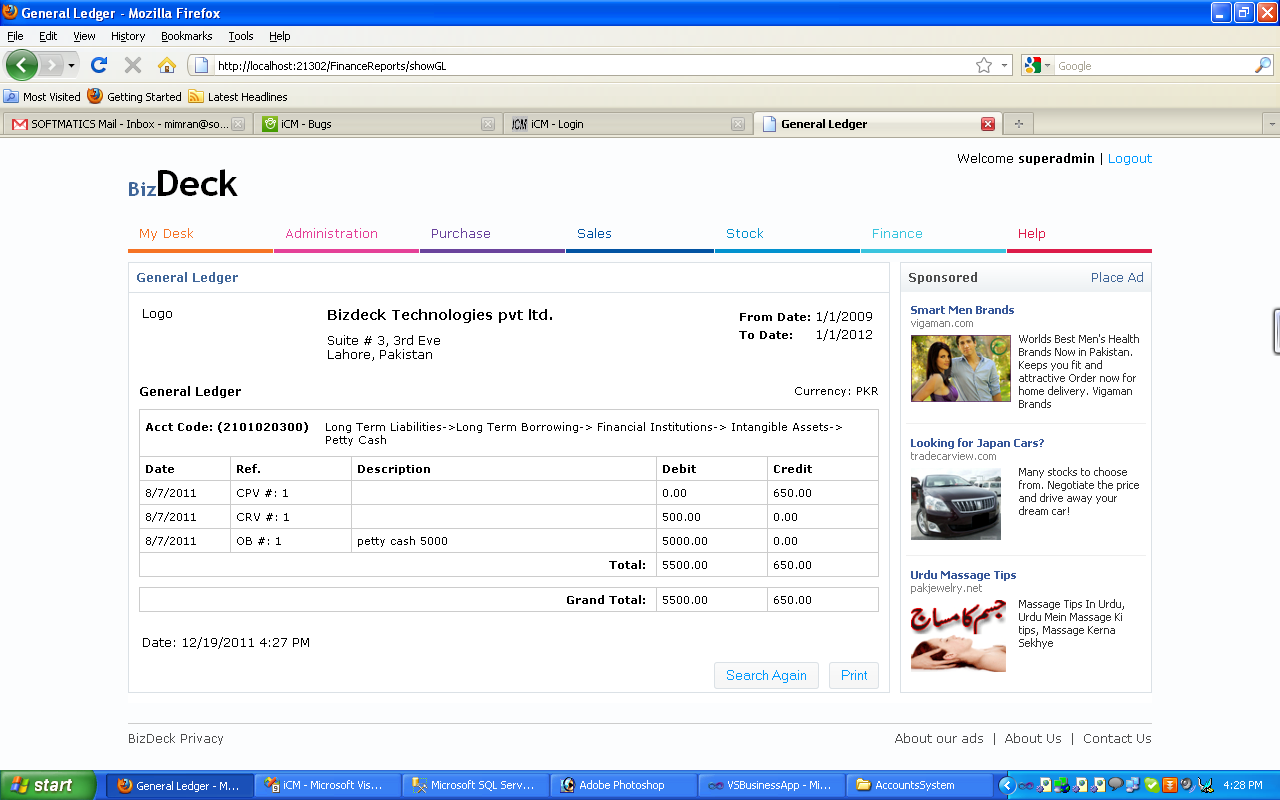 General Ledger - Mozilla Firefox
File Edit View History Bookmarks Tools Help
http://localhost:21302/FinanceReports/showGL
Google
Most Visited Getting Started Latest Headlines
SOFTMATICS Mail - Inbox - mimran@so... iCM - Bugs iCM iCM - Login General Ledger
Welcome superadmin | Logout
BizDeck
My Desk Administration Purchase Sales Stock Finance Help
General Ledger
Logo
Bizdeck Technologies pvt ltd.
Suite # 3, 3rd Eve
Lahore, Pakistan
From Date: 1/1/2009
To Date: 1/1/2012
General Ledger
Currency: PKR
Acct Code: (2101020300) Long Term Liabilities->Long Term Borrowing-> Financial Institutions-> Intangible Assets->
Petty Cash
Date Ref. Description Debit Credit
8/7/2011 CPV #: 1 0.00 650.00
8/7/2011 CRV #: 1 500.00 0.00
8/7/2011 OB #: 1 petty cash 5000 5000.00 0.00
Total: 5500.00 650.00
Grand Total: 5500.00 650.00
Date: 12/19/2011 4:27 PM
Search Again Print
Sponsored Place Ad
Smart Men Brands
vigaman.com
Worlds Best Men's Health
Brands Now in Pakistan.
Keeps you fit and
attractive Order now for
home delivery. Vigaman
Brands
Looking for Japan Cars?
tradecarview.com
Many stocks to choose
from. Negotiate the price
and drive away your
dream car!
Urdu Massage Tips
pakjewelry.net
جسم کا مساج
Massage Tips In Urdu,
Urdu Mein Massage Ki
tips, Massage Kerna
Sekhye
BizDeck Privacy
About our ads | About Us | Contact Us
start General Ledger - M... iCM - Microsoft Vis... Microsoft SQL Serv... Adobe Photoshop VSBusinessApp - Mi... AccountsSystem 4:28 PM